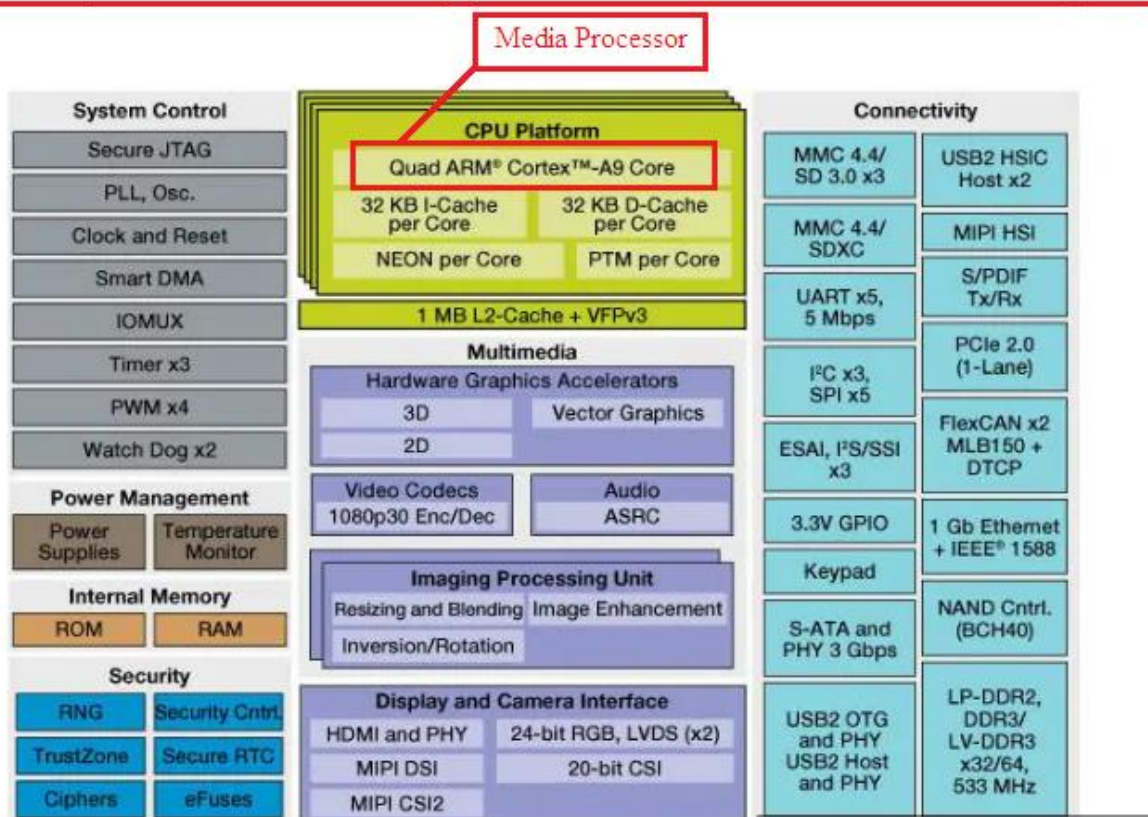 Media Processor
System Control
Secure JTAG
PLL, Osc.
Clock and Reset
Smart DMA
IOMUX
Timer x3
PWM x4
Watch Dog x2
Power Management
Power
Supplies
Temperature
Monitor
Internal Memory
ROM
RAM
Security
RNG
Security Cntrl.
TrustZone
Secure RTC
Ciphers
eFuses
CPU Platform
Quad ARM® Cortex™-A9 Core
32 KB I-Cache
per Core
32 KB D-Cache
per Core
NEON per Core
PTM per Core
1 MB L2-Cache + VFPv3
Multimedia
Hardware Graphics Accelerators
3D
Vector Graphics
2D
Video Codecs
1080p30 Enc/Dec
Audio
ASRC
Imaging Processing Unit
Resizing and Blending
Image Enhancement
Inversion/Rotation
Display and Camera Interface
HDMI and PHY
24-bit RGB, LVDS (x2)
MIPI DSI
20-bit CSI
MIPI CSI2
Connectivity
MMC 4.4/
SD 3.0 x3
MMC 4.4/
SDXC
UART x5,
5 Mbps
I²C x3,
SPI x5
ESAI, I²S/SSI
x3
3.3V GPIO
Keypad
S-ATA and
PHY 3 Gbps
USB2 OTG
and PHY
USB2 Host
and PHY
USB2 HSIC
Host x2
MIPI HSI
S/PDIF
Tx/Rx
PCIe 2.0
(1-Lane)
FlexCAN x2
MLB150 +
DTCP
1 Gb Ethernet
+ IEEE® 1588
NAND Cntrl.
(BCH40)
LP-DDR2,
DDR3/
LV-DDR3
x32/64,
533 MHz